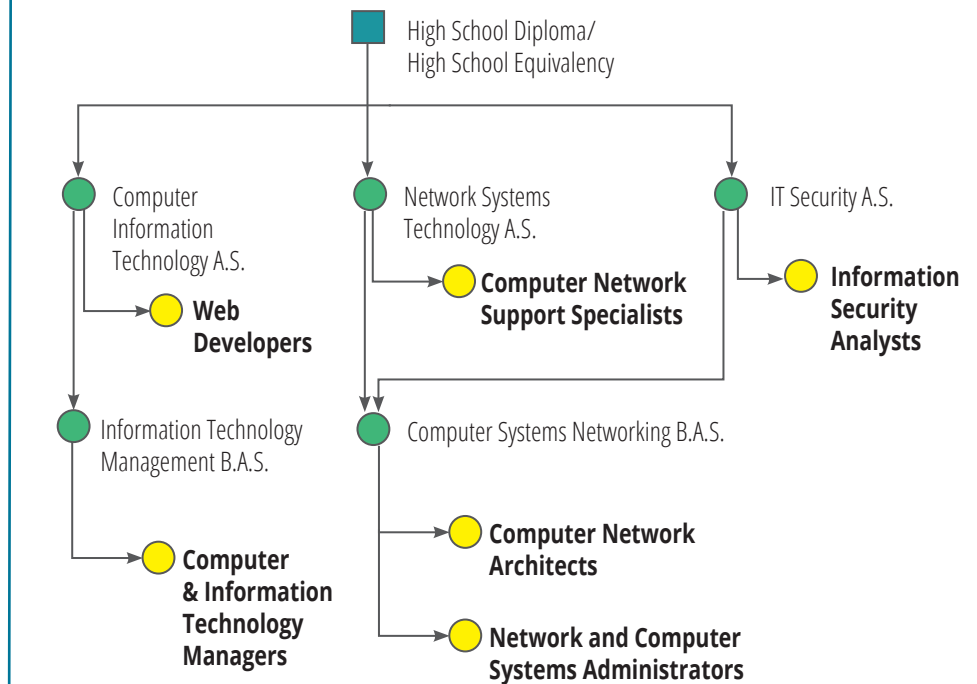 High School Diploma/
High School Equivalency
Computer
Information
Technology A.S.
Network Systems
Technology A.S.
IT Security A.S.
Web
Developers
Computer Network
Support Specialists
Information
Security
Analysts
Information Technology
Management B.A.S.
Computer Systems Networking B.A.S.
Computer
& Information
Technology
Managers
Computer Network
Architects
Network and Computer
Systems Administrators